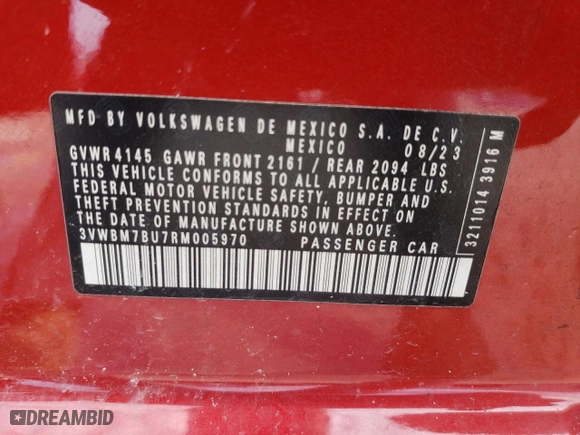 MFD BY VOLKSWAGEN DE MEXICO S.A. DE C.V.
MEXICO 08/23
GVWR 4145 GAWR FRONT 2161 / REAR 2094 LBS
THIS VEHICLE CONFORMS TO ALL APPLICABLE U.S.
FEDERAL MOTOR VEHICLE SAFETY, BUMPER AND
THEFT PREVENTION STANDARDS IN EFFECT ON
THE DATE OF MANUFACTURE SHOWN ABOVE.
3VWBM7BU7RM005970 PASSENGER CAR
3211014 3916 M
DREAMBID